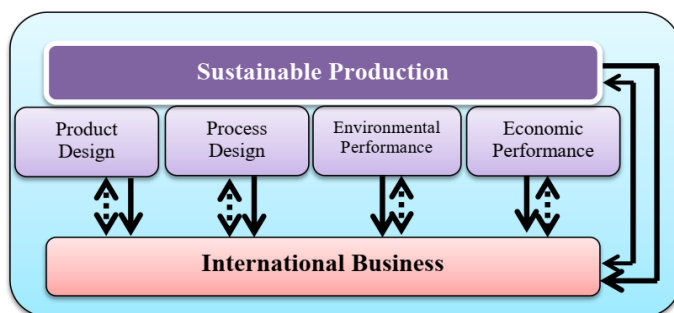 Sustainable Production
Product
Design
Process
Design
Environmental
Performance
Economic
Performance
International Business